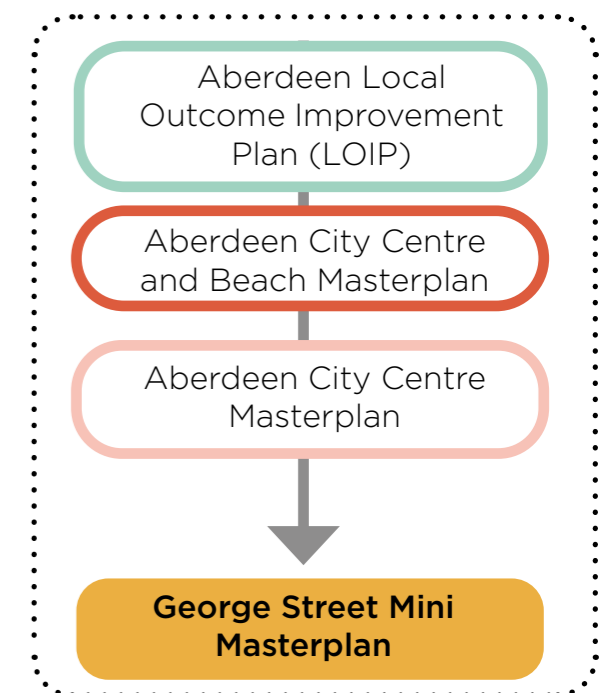 Aberdeen Local
Outcome Improvement
Plan (LOIP)
Aberdeen City Centre
and Beach Masterplan
Aberdeen City Centre
Masterplan
George Street Mini
Masterplan